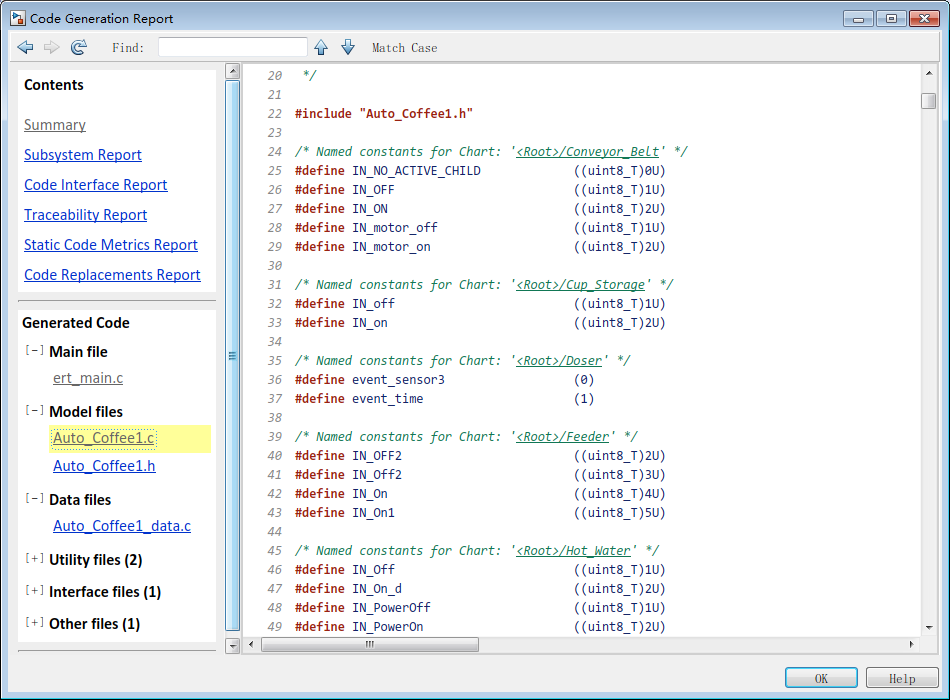 Code Generation Report
Find: Match Case
Contents
Summary
Subsystem Report
Code Interface Report
Traceability Report
Static Code Metrics Report
Code Replacements Report
Generated Code
[-] Main file
ert_main.c
[-] Model files
Auto_Coffee1.c
Auto_Coffee1.h
[-] Data files
Auto_Coffee1_data.c
[+] Utility files (2)
[+] Interface files (1)
[+] Other files (1)
20 */
21
22 #include "Auto_Coffee1.h"
23
24 /* Named constants for Chart: '<Root>/Conveyor_Belt' */
25 #define IN_NO_ACTIVE_CHILD ((uint8_T)0U)
26 #define IN_OFF ((uint8_T)1U)
27 #define IN_ON ((uint8_T)2U)
28 #define IN_motor_off ((uint8_T)1U)
29 #define IN_motor_on ((uint8_T)2U)
30
31 /* Named constants for Chart: '<Root>/Cup_Storage' */
32 #define IN_off ((uint8_T)1U)
33 #define IN_on ((uint8_T)2U)
34
35 /* Named constants for Chart: '<Root>/Doser' */
36 #define event_sensor3 (0)
37 #define event_time (1)
38
39 /* Named constants for Chart: '<Root>/Feeder' */
40 #define IN_OFF2 ((uint8_T)2U)
41 #define IN_Off2 ((uint8_T)3U)
42 #define IN_On ((uint8_T)4U)
43 #define IN_On1 ((uint8_T)5U)
44
45 /* Named constants for Chart: '<Root>/Hot_Water' */
46 #define IN_Off ((uint8_T)1U)
47 #define IN_On_d ((uint8_T)2U)
48 #define IN_PowerOff ((uint8_T)1U)
49 #define IN_PowerOn ((uint8_T)2U)
OK Help